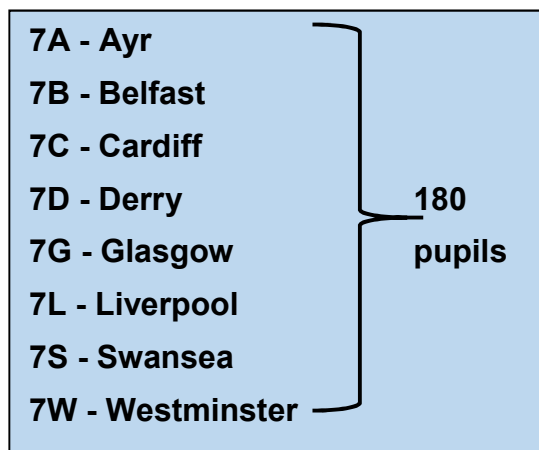 7A - Ayr
7B - Belfast
7C - Cardiff
7D - Derry
7G - Glasgow
7L - Liverpool
7S - Swansea
7W - Westminster
180
pupils